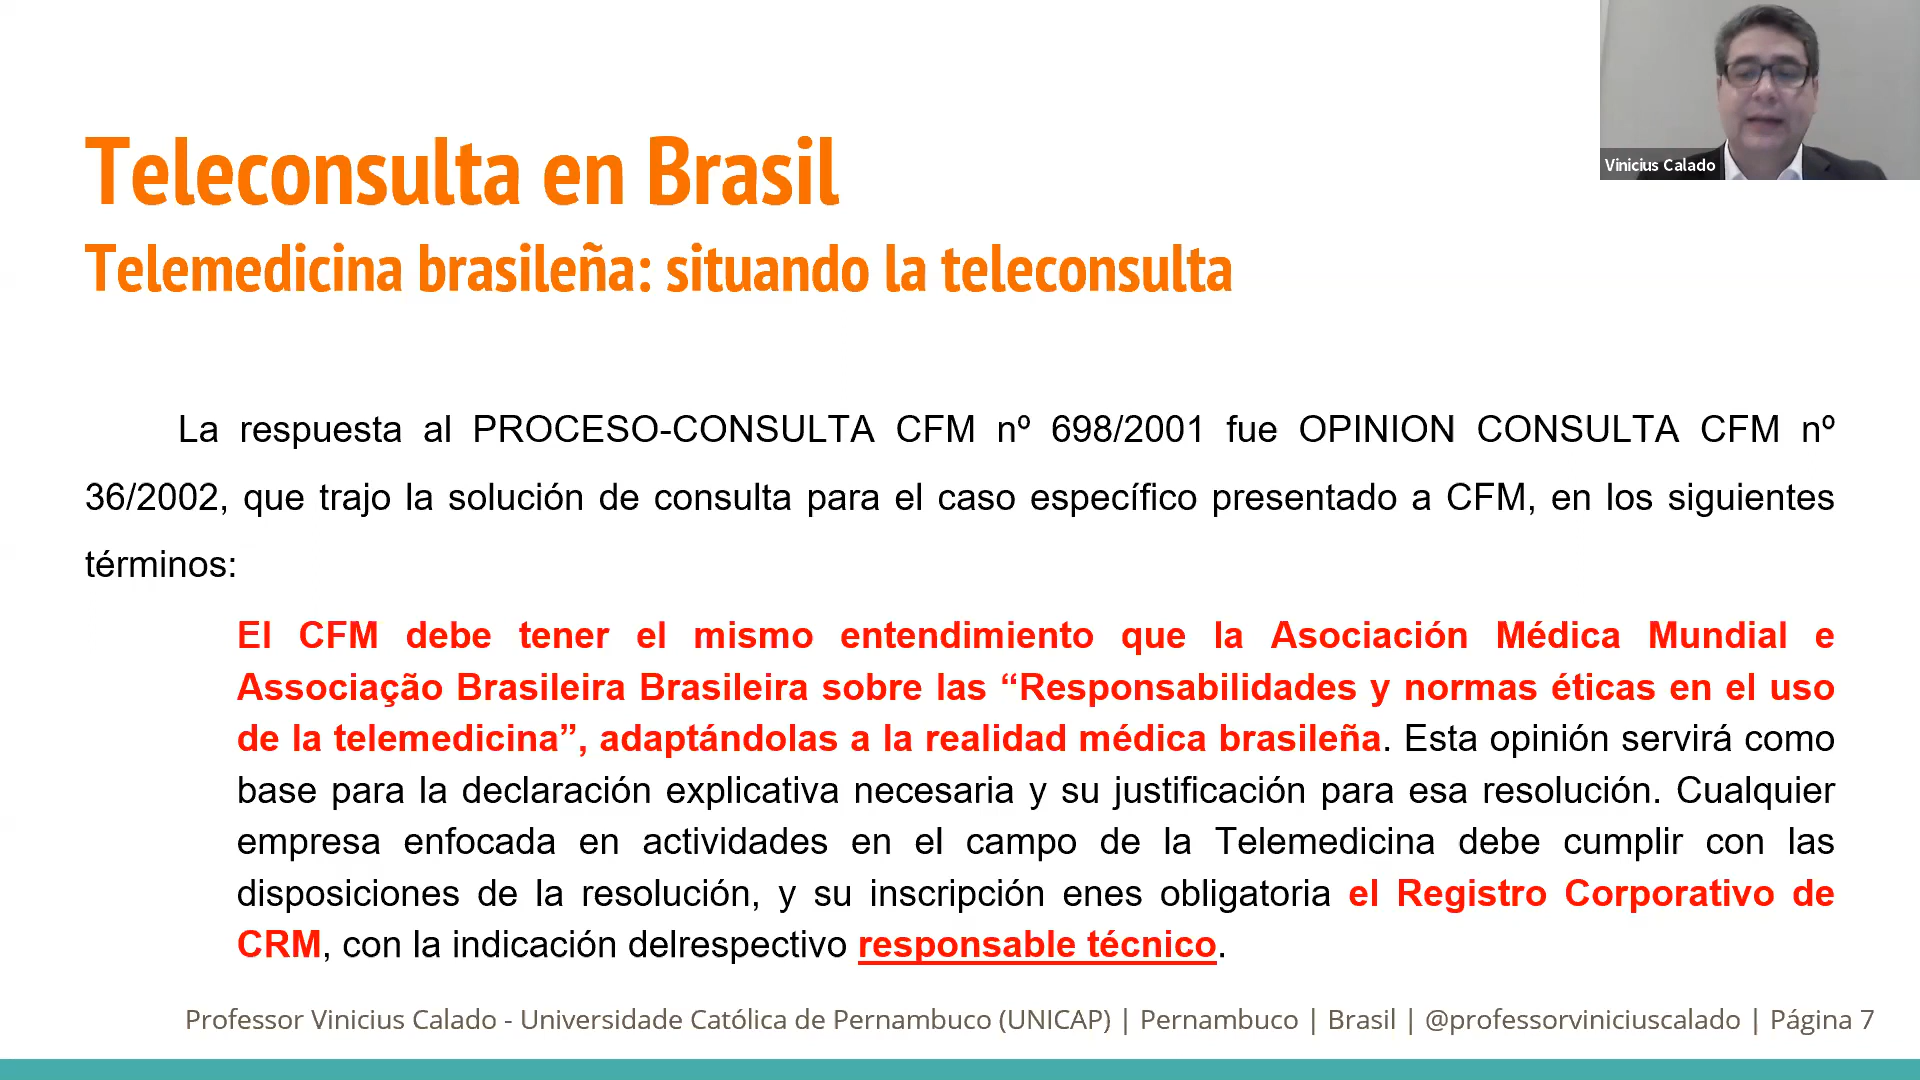 Teleconsulta en Brasil
Telemedicina brasileña: situando la teleconsulta
Vinicius Calado
La respuesta al PROCESO-CONSULTA CFM nº 698/2001 fue OPINION CONSULTA CFM nº
36/2002, que trajo la solución de consulta para el caso específico presentado a CFM, en los siguientes
términos:
El CFM debe tener el mismo entendimiento que la Asociación Médica Mundial e
Associação Brasileira Brasileira sobre las “Responsabilidades y normas éticas en el uso
de la telemedicina”, adaptándolas a la realidad médica brasileña. Esta opinión servirá como
base para la declaración explicativa necesaria y su justificación para esa resolución. Cualquier
empresa enfocada en actividades en el campo de la Telemedicina debe cumplir con las
disposiciones de la resolución, y su inscripción enes obligatoria el Registro Corporativo de
CRM, con la indicación delrespectivo responsable técnico.
Professor Vinicius Calado - Universidade Católica de Pernambuco (UNICAP) | Pernambuco | Brasil | @professorviniciuscalado | Página 7